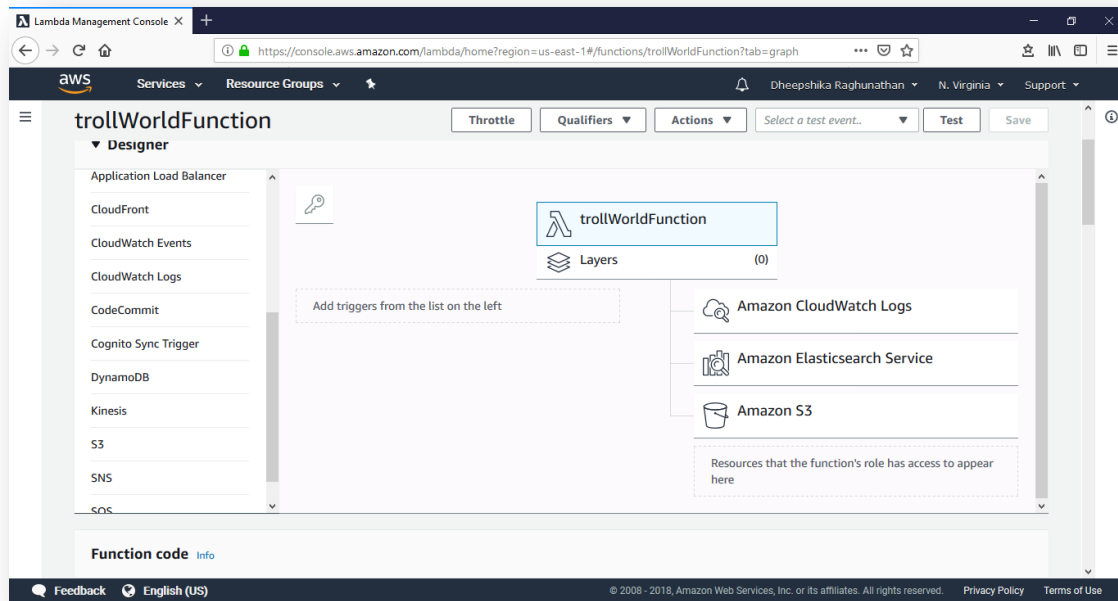 Lambda Management Console
https://console.aws.amazon.com/lambda/home?region=us-east-1#/functions/trollWorldFunction?tab=graph
aws Services Resource Groups Dheepshika Raghunathan N. Virginia Support
trollWorldFunction Throttle Qualifiers Actions Select a test event.. Test Save
Designer
Application Load Balancer
CloudFront
CloudWatch Events
CloudWatch Logs
CodeCommit
Cognito Sync Trigger
DynamoDB
Kinesis
S3
SNS
SQS
trollWorldFunction
Layers (0)
Add triggers from the list on the left
Amazon CloudWatch Logs
Amazon Elasticsearch Service
Amazon S3
Resources that the function's role has access to appear
here
Function code Info
Feedback English (US) © 2008 - 2018, Amazon Web Services, Inc. or its affiliates. All rights reserved. Privacy Policy Terms of Use